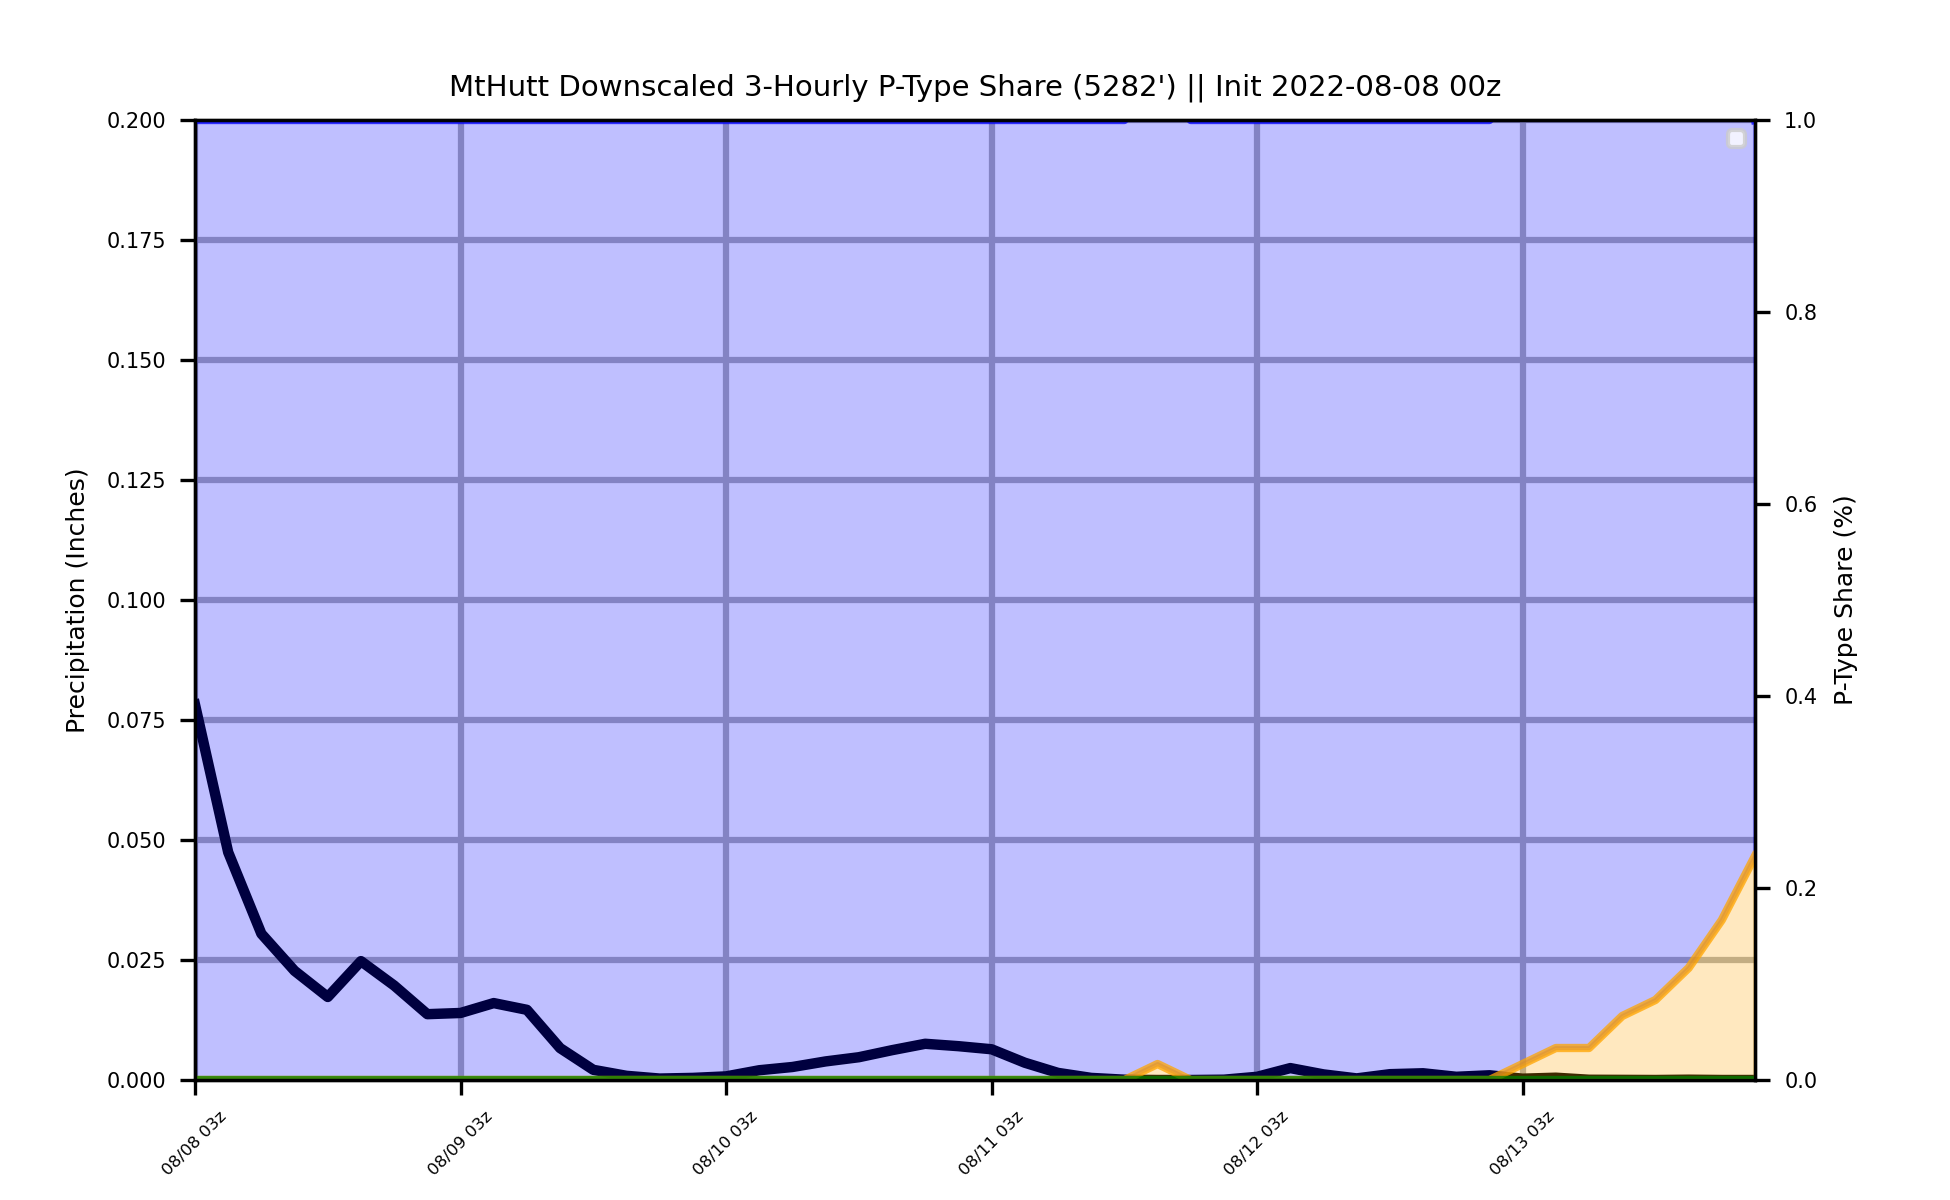 MtHutt Downscaled 3-Hourly P-Type Share (5282') || Init 2022-08-08 00z
Precipitation (Inches)
0.200
0.175
0.150
0.125
0.100
0.075
0.050
0.025
0.000
1.0
0.8
0.6
0.4
0.2
0.0
P-Type Share (%)
08/08 03z
08/09 03z
08/10 03z
08/11 03z
08/12 03z
08/13 03z